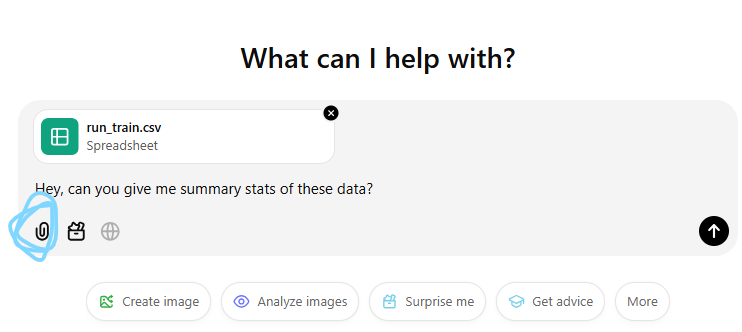 What can I help with?
run_train.csv
Spreadsheet
Hey, can you give me summary stats of these data?
Create image
Analyze images
Surprise me
Get advice
More